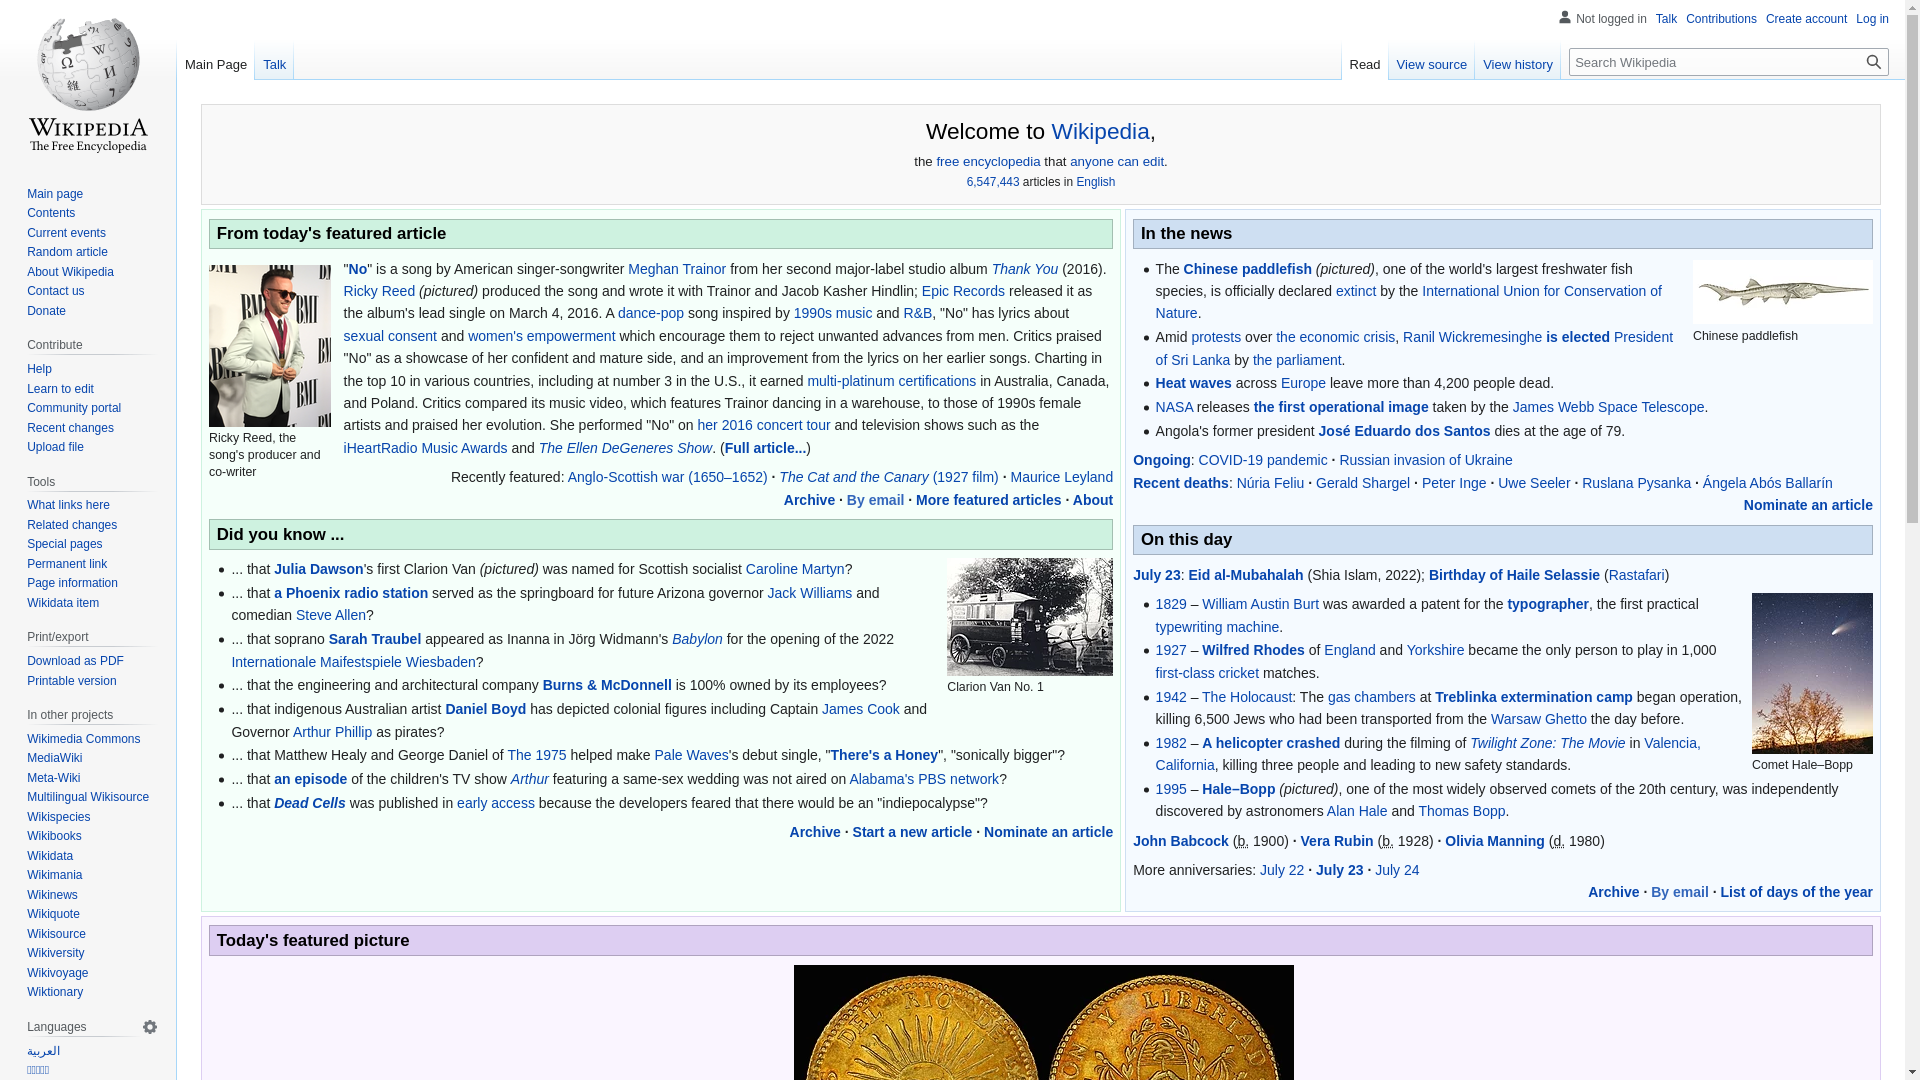 Not logged in Talk Contributions Create account Log in
Main Page Talk
Read View source View history Search Wikipedia
WIKIPEDIA
The Free Encyclopedia
Main page
Contents
Current events
Random article
About Wikipedia
Contact us
Donate
Contribute
Help
Learn to edit
Community portal
Recent changes
Upload file
Tools
What links here
Related changes
Special pages
Permanent link
Page information
Wikidata item
Print/export
Download as PDF
Printable version
In other projects
Wikimedia Commons
MediaWiki
Meta-Wiki
Multilingual Wikisource
Wikispecies
Wikibooks
Wikidata
Wikimania
Wikinews
Wikiquote
Wikisource
Wikiversity
Wikivoyage
Wiktionary
Languages
العربية
Welcome to Wikipedia,
the free encyclopedia that anyone can edit.
6,547,443 articles in English
From today's featured article
Ricky Reed, the
song's producer and
co-writer
"No" is a song by American singer-songwriter Meghan Trainor from her second major-label studio album Thank You (2016).
Ricky Reed (pictured) produced the song and wrote it with Trainor and Jacob Kasher Hindlin; Epic Records released it as
the album's lead single on March 4, 2016. A dance-pop song inspired by 1990s music and R&B, "No" has lyrics about
sexual consent and women's empowerment which encourage them to reject unwanted advances from men. Critics praised
"No" as a showcase of her confident and mature side, and an improvement from the lyrics on her earlier songs. Charting in
the top 10 in various countries, including at number 3 in the U.S., it earned multi-platinum certifications in Australia, Canada,
and Poland. Critics compared its music video, which features Trainor dancing in a warehouse, to those of 1990s female
artists and praised her evolution. She performed "No" on her 2016 concert tour and television shows such as the
iHeartRadio Music Awards and The Ellen DeGeneres Show. (Full article...)
Recently featured: Anglo-Scottish war (1650–1652) · The Cat and the Canary (1927 film) · Maurice Leyland
Archive · By email · More featured articles · About
Did you know ...
... that Julia Dawson's first Clarion Van (pictured) was named for Scottish socialist Caroline Martyn?
... that a Phoenix radio station served as the springboard for future Arizona governor Jack Williams and
comedian Steve Allen?
... that soprano Sarah Traubel appeared as Inanna in Jörg Widmann's Babylon for the opening of the 2022
Internationale Maifestspiele Wiesbaden?
... that the engineering and architectural company Burns & McDonnell is 100% owned by its employees?
... that indigenous Australian artist Daniel Boyd has depicted colonial figures including Captain James Cook and
Governor Arthur Phillip as pirates?
... that Matthew Healy and George Daniel of The 1975 helped make Pale Waves's debut single, "There's a Honey", "sonically bigger"?
... that an episode of the children's TV show Arthur featuring a same-sex wedding was not aired on Alabama's PBS network?
... that Dead Cells was published in early access because the developers feared that there would be an "indiepocalypse"?
Clarion Van No. 1
Archive · Start a new article · Nominate an article
In the news
The Chinese paddlefish (pictured), one of the world's largest freshwater fish
species, is officially declared extinct by the International Union for Conservation of
Nature.
Amid protests over the economic crisis, Ranil Wickremesinghe is elected President
of Sri Lanka by the parliament.
Heat waves across Europe leave more than 4,200 people dead.
NASA releases the first operational image taken by the James Webb Space Telescope.
Angola's former president José Eduardo dos Santos dies at the age of 79.
Chinese paddlefish
Ongoing: COVID-19 pandemic · Russian invasion of Ukraine
Recent deaths: Núria Feliu · Gerald Shargel · Peter Inge · Uwe Seeler · Ruslana Pysanka · Ángela Abós Ballarín
Nominate an article
On this day
July 23: Eid al-Mubahalah (Shia Islam, 2022); Birthday of Haile Selassie (Rastafari)
1829 – William Austin Burt was awarded a patent for the typographer, the first practical
typewriting machine.
1927 – Wilfred Rhodes of England and Yorkshire became the only person to play in 1,000
first-class cricket matches.
1942 – The Holocaust: The gas chambers at Treblinka extermination camp began operation,
killing 6,500 Jews who had been transported from the Warsaw Ghetto the day before.
1982 – A helicopter crashed during the filming of Twilight Zone: The Movie in Valencia,
California, killing three people and leading to new safety standards.
1995 – Hale–Bopp (pictured), one of the most widely observed comets of the 20th century, was independently
discovered by astronomers Alan Hale and Thomas Bopp.
Comet Hale–Bopp
John Babcock (b. 1900) · Vera Rubin (b. 1928) · Olivia Manning (d. 1980)
More anniversaries: July 22 · July 23 · July 24
Archive · By email · List of days of the year
Today's featured picture